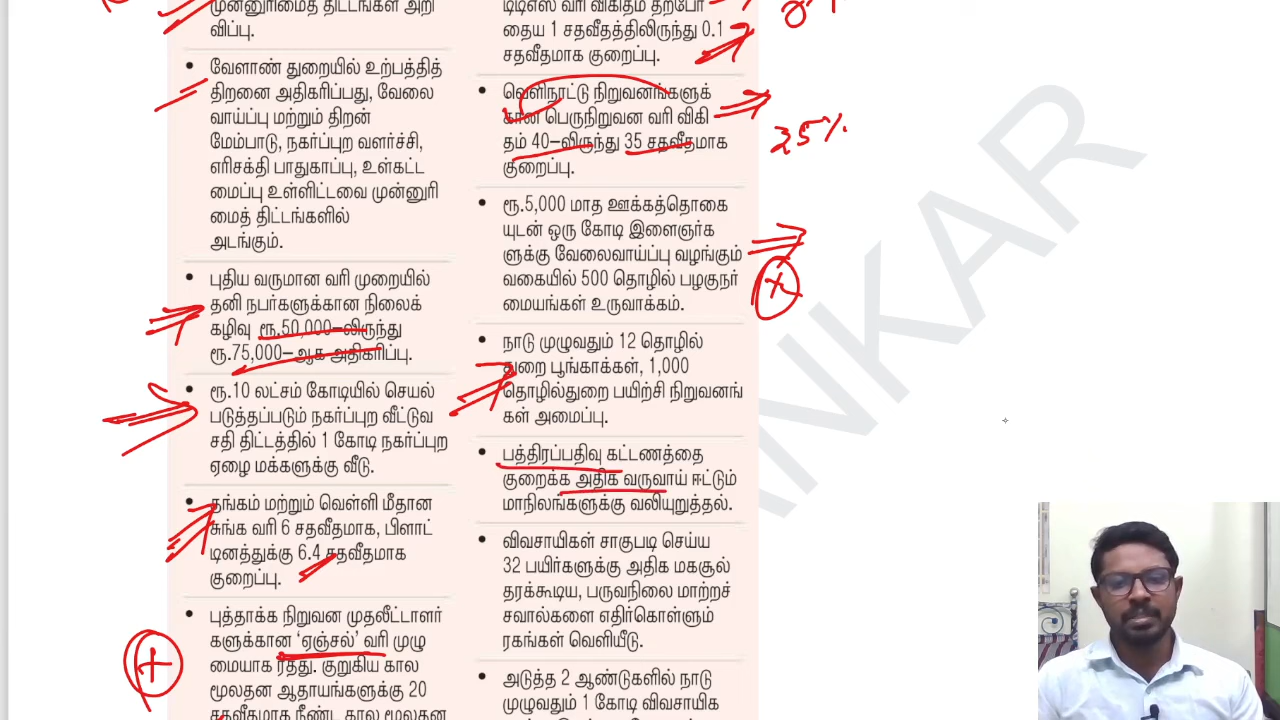 முன்னுரிமைத் திட்டங்கள் அறி
விப்பு.
வேளாண் துறையில் உற்பத்தித்
திறனை அதிகரிப்பது, வேலை
வாய்ப்பு மற்றும் திறன்
மேம்பாடு, நகர்ப்புற வளர்ச்சி,
எரிசக்தி பாதுகாப்பு, உள்கட்ட
மைப்பு உள்ளிட்டவை முன்னுரி
மைத் திட்டங்களில்
அடங்கும்.
புதிய வருமான வரி முறையில்
தனி நபர்களுக்கான நிலைக்
கழிவு ரூ.50,000-லிருந்து
ரூ.75,000-ஆக அதிகரிப்பு.
ரூ.10 லட்சம் கோடியில் செயல்
படுத்தப்படும் நகர்ப்புற வீட்டுவ
சதி திட்டத்தில் 1 கோடி நகர்ப்புற
ஏழை மக்களுக்கு வீடு.
தங்கம் மற்றும் வெள்ளி மீதான
சுங்க வரி 6 சதவீதமாக, பிளாட்
டினத்துக்கு 6.4 சதவீதமாக
குறைப்பு.
புத்தாக்க நிறுவன முதலீட்டாளர்
களுக்கான ‘ஏஞ்சல்’ வரி முழு
மையாக ரத்து. குறுகிய கால
மூலதன ஆதாயங்களுக்கு 20
சதவீதமாக நீண்ட கால மூலதன
டிடிஎஸ் வரி விகிதம் தற்போ
தைய 1 சதவீதத்திலிருந்து 0.1
சதவீதமாக குறைப்பு.
வெளிநாட்டு நிறுவனங்களுக்
கான பெருநிறுவன வரி விகி
தம் 40-லிருந்து 35 சதவீதமாக
குறைப்பு.
25%
ரூ.5,000 மாத ஊக்கத்தொகை
யுடன் ஒரு கோடி இளைஞர்க
ளுக்கு வேலைவாய்ப்பு வழங்கும்
வகையில் 500 தொழில் பழகுநர்
மையங்கள் உருவாக்கம்.
நாடு முழுவதும் 12 தொழில்
துறை பூங்காக்கள், 1,000
தொழில்துறை பயிற்சி நிறுவனங்
கள் அமைப்பு.
பத்திரப்பதிவு கட்டணத்தை
குறைக்க அதிக வருவாய் ஈட்டும்
மாநிலங்களுக்கு வலியுறுத்தல்.
விவசாயிகள் சாகுபடி செய்ய
32 பயிர்களுக்கு அதிக மகசூல்
தரக்கூடிய, பருவநிலை மாற்றச்
சவால்களை எதிர்கொள்ளும்
ரகங்கள் வெளியீடு.
அடுத்த 2 ஆண்டுகளில் நாடு
முழுவதும் 1 கோடி விவசாயிக